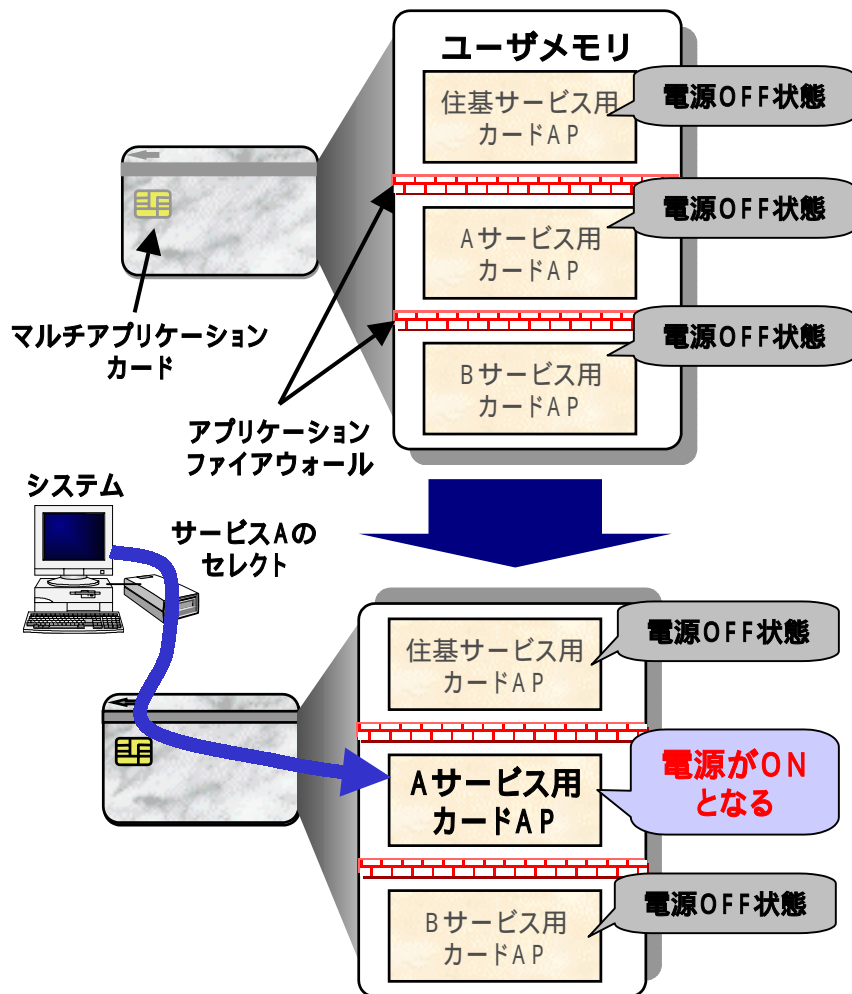 ユーザメモリ
住基サービス用
カードAP
電源OFF状態
Aサービス用
カードAP
電源OFF状態
Bサービス用
カードAP
電源OFF状態
マルチアプリケーション
カード
アプリケーション
ファイアウォール
システム
サービスAの
セレクト
住基サービス用
カードAP
電源OFF状態
Aサービス用
カードAP
電源がON
となる
Bサービス用
カードAP
電源OFF状態